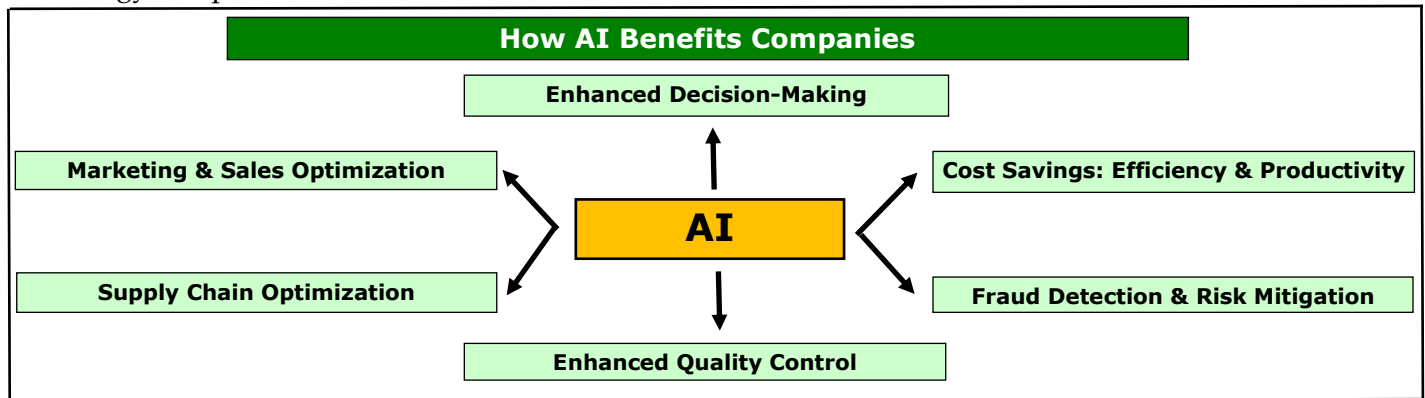 How AI Benefits Companies
Enhanced Decision-Making
Marketing & Sales Optimization
Cost Savings: Efficiency & Productivity
AI
Supply Chain Optimization
Fraud Detection & Risk Mitigation
Enhanced Quality Control